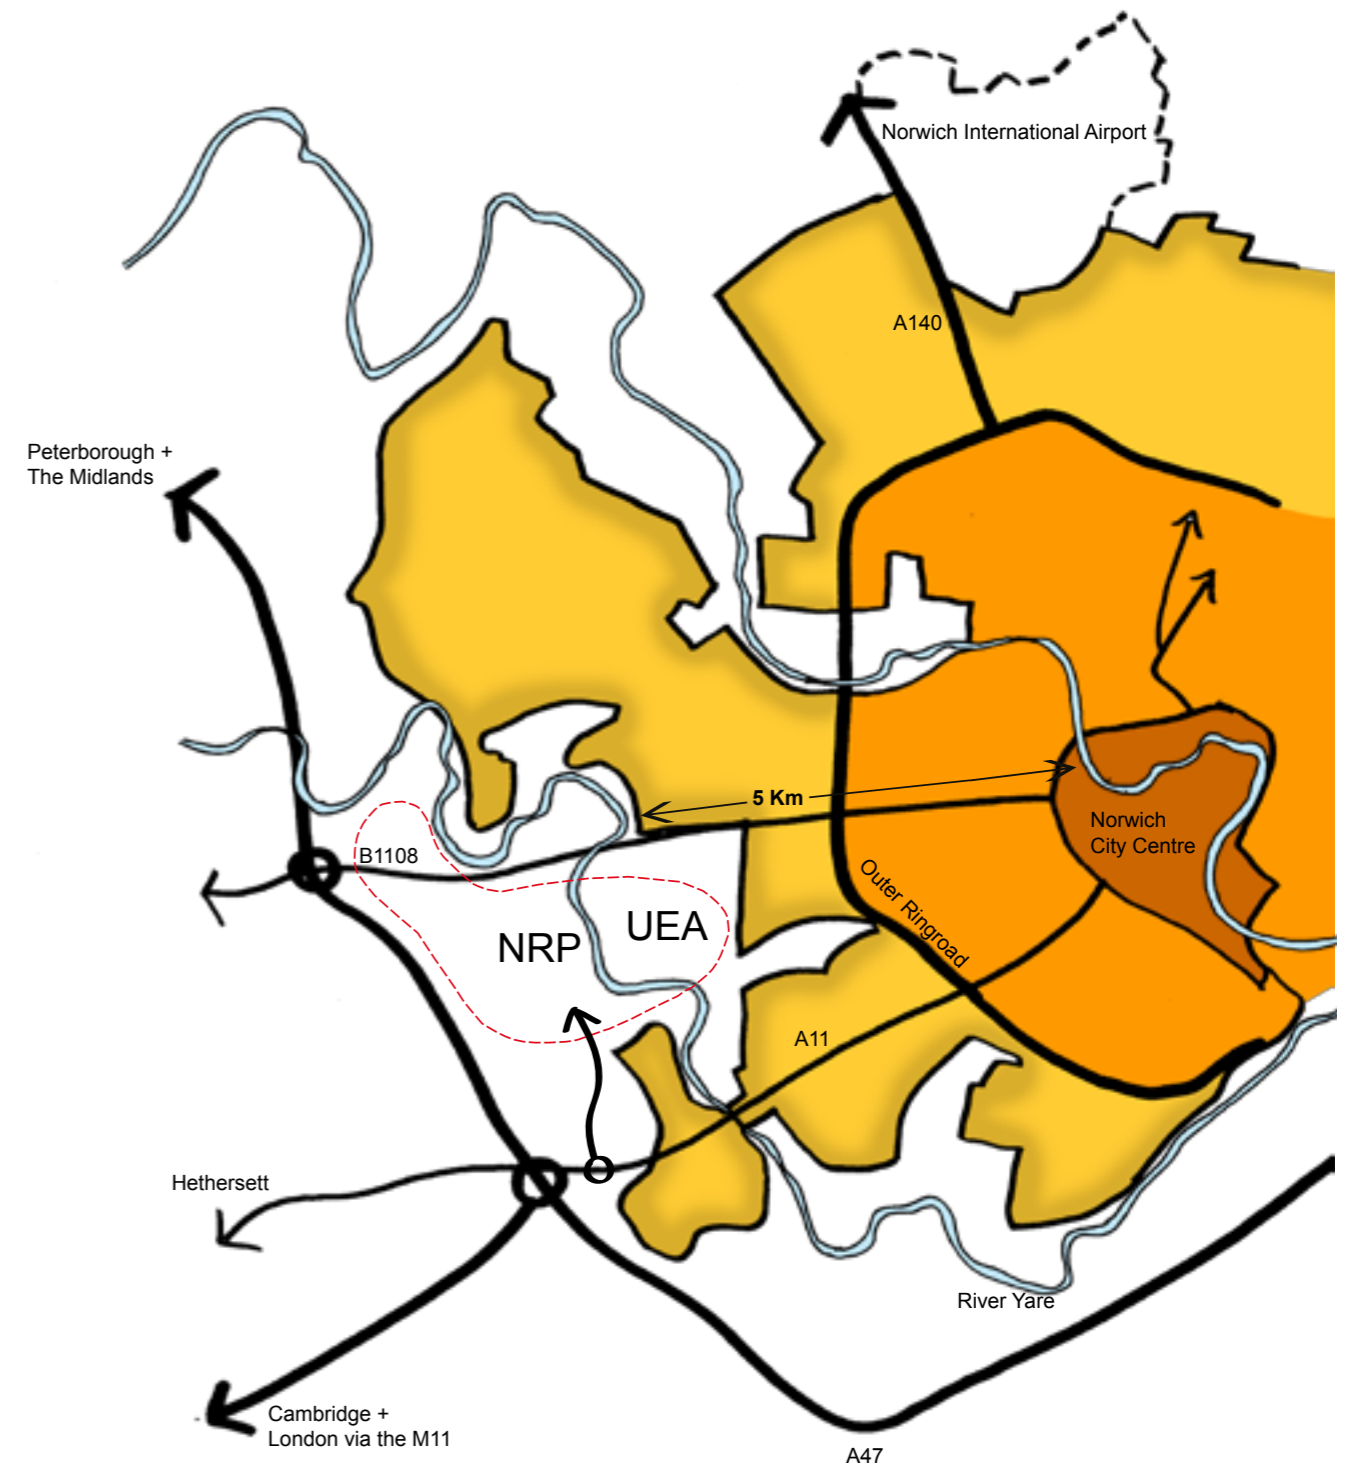 Norwich International Airport
A140
Peterborough +
The Midlands
5 Km
Norwich
City Centre
B1108
Outer Ringroad
UEA
NRP
A11
Hethersett
River Yare
Cambridge +
London via the M11
A47